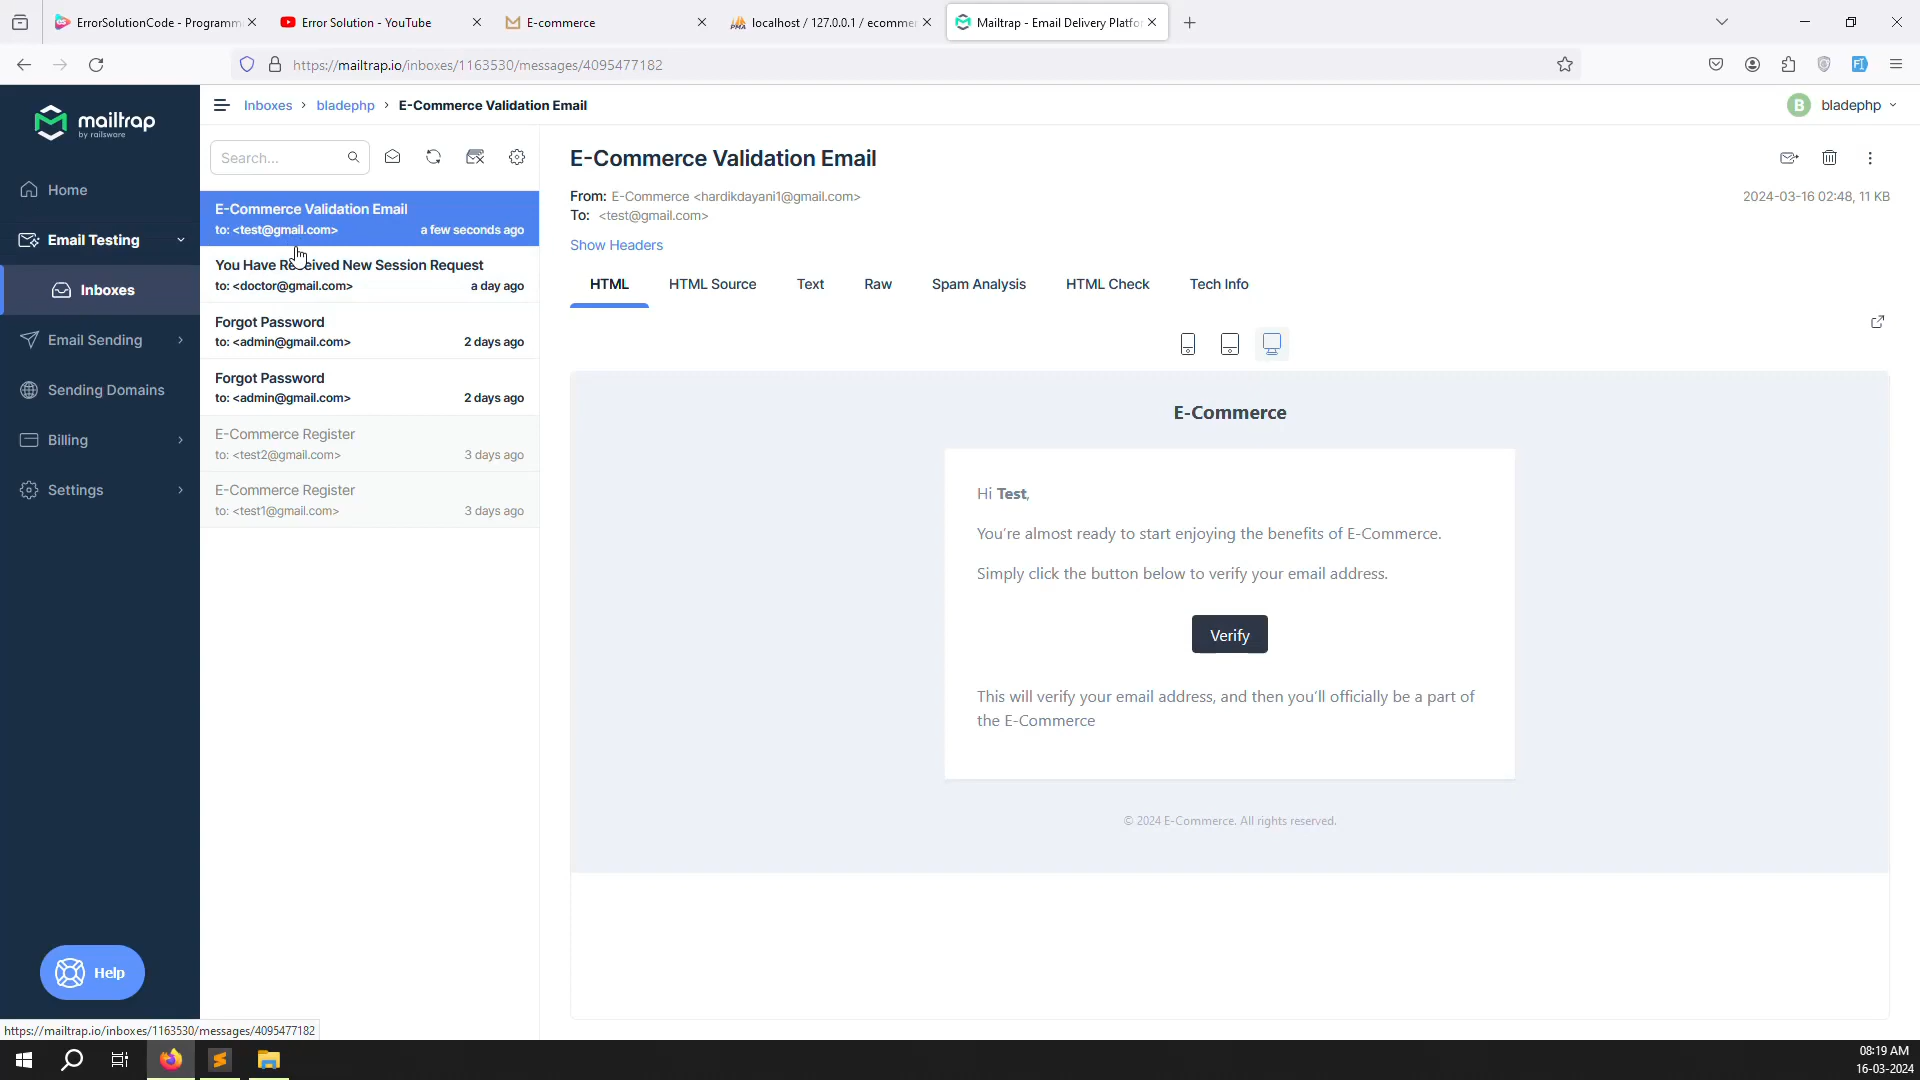 ErrorSolutionCode - Programm
Error Solution - YouTube
E-commerce
localhost / 127.0.0.1 / ecommer
Mailtrap - Email Delivery Platfo
https://mailtrap.io/inboxes/1163530/messages/4095477182
mailtrap
by railsware
Home
Email Testing
Inboxes
Email Sending
Sending Domains
Billing
Settings
Help
Inboxes > bladephp > E-Commerce Validation Email
B bladephp
Search...
E-Commerce Validation Email
to: <test@gmail.com> a few seconds ago
You Have Received New Session Request
to: <doctor@gmail.com> a day ago
Forgot Password
to: <admin@gmail.com> 2 days ago
Forgot Password
to: <admin@gmail.com> 2 days ago
E-Commerce Register
to: <test2@gmail.com> 3 days ago
E-Commerce Register
to: <test1@gmail.com> 3 days ago
E-Commerce Validation Email
From: E-Commerce <hardikdayani1@gmail.com>
2024-03-16 02:48, 11 KB
To: <test@gmail.com>
Show Headers
HTML HTML Source Text Raw Spam Analysis HTML Check Tech Info
E-Commerce
Hi Test,
You're almost ready to start enjoying the benefits of E-Commerce.
Simply click the button below to verify your email address.
Verify
This will verify your email address, and then you'll officially be a part of
the E-Commerce
© 2024 E-Commerce. All rights reserved.
https://mailtrap.io/inboxes/1163530/messages/4095477182
08:19 AM
16-03-2024